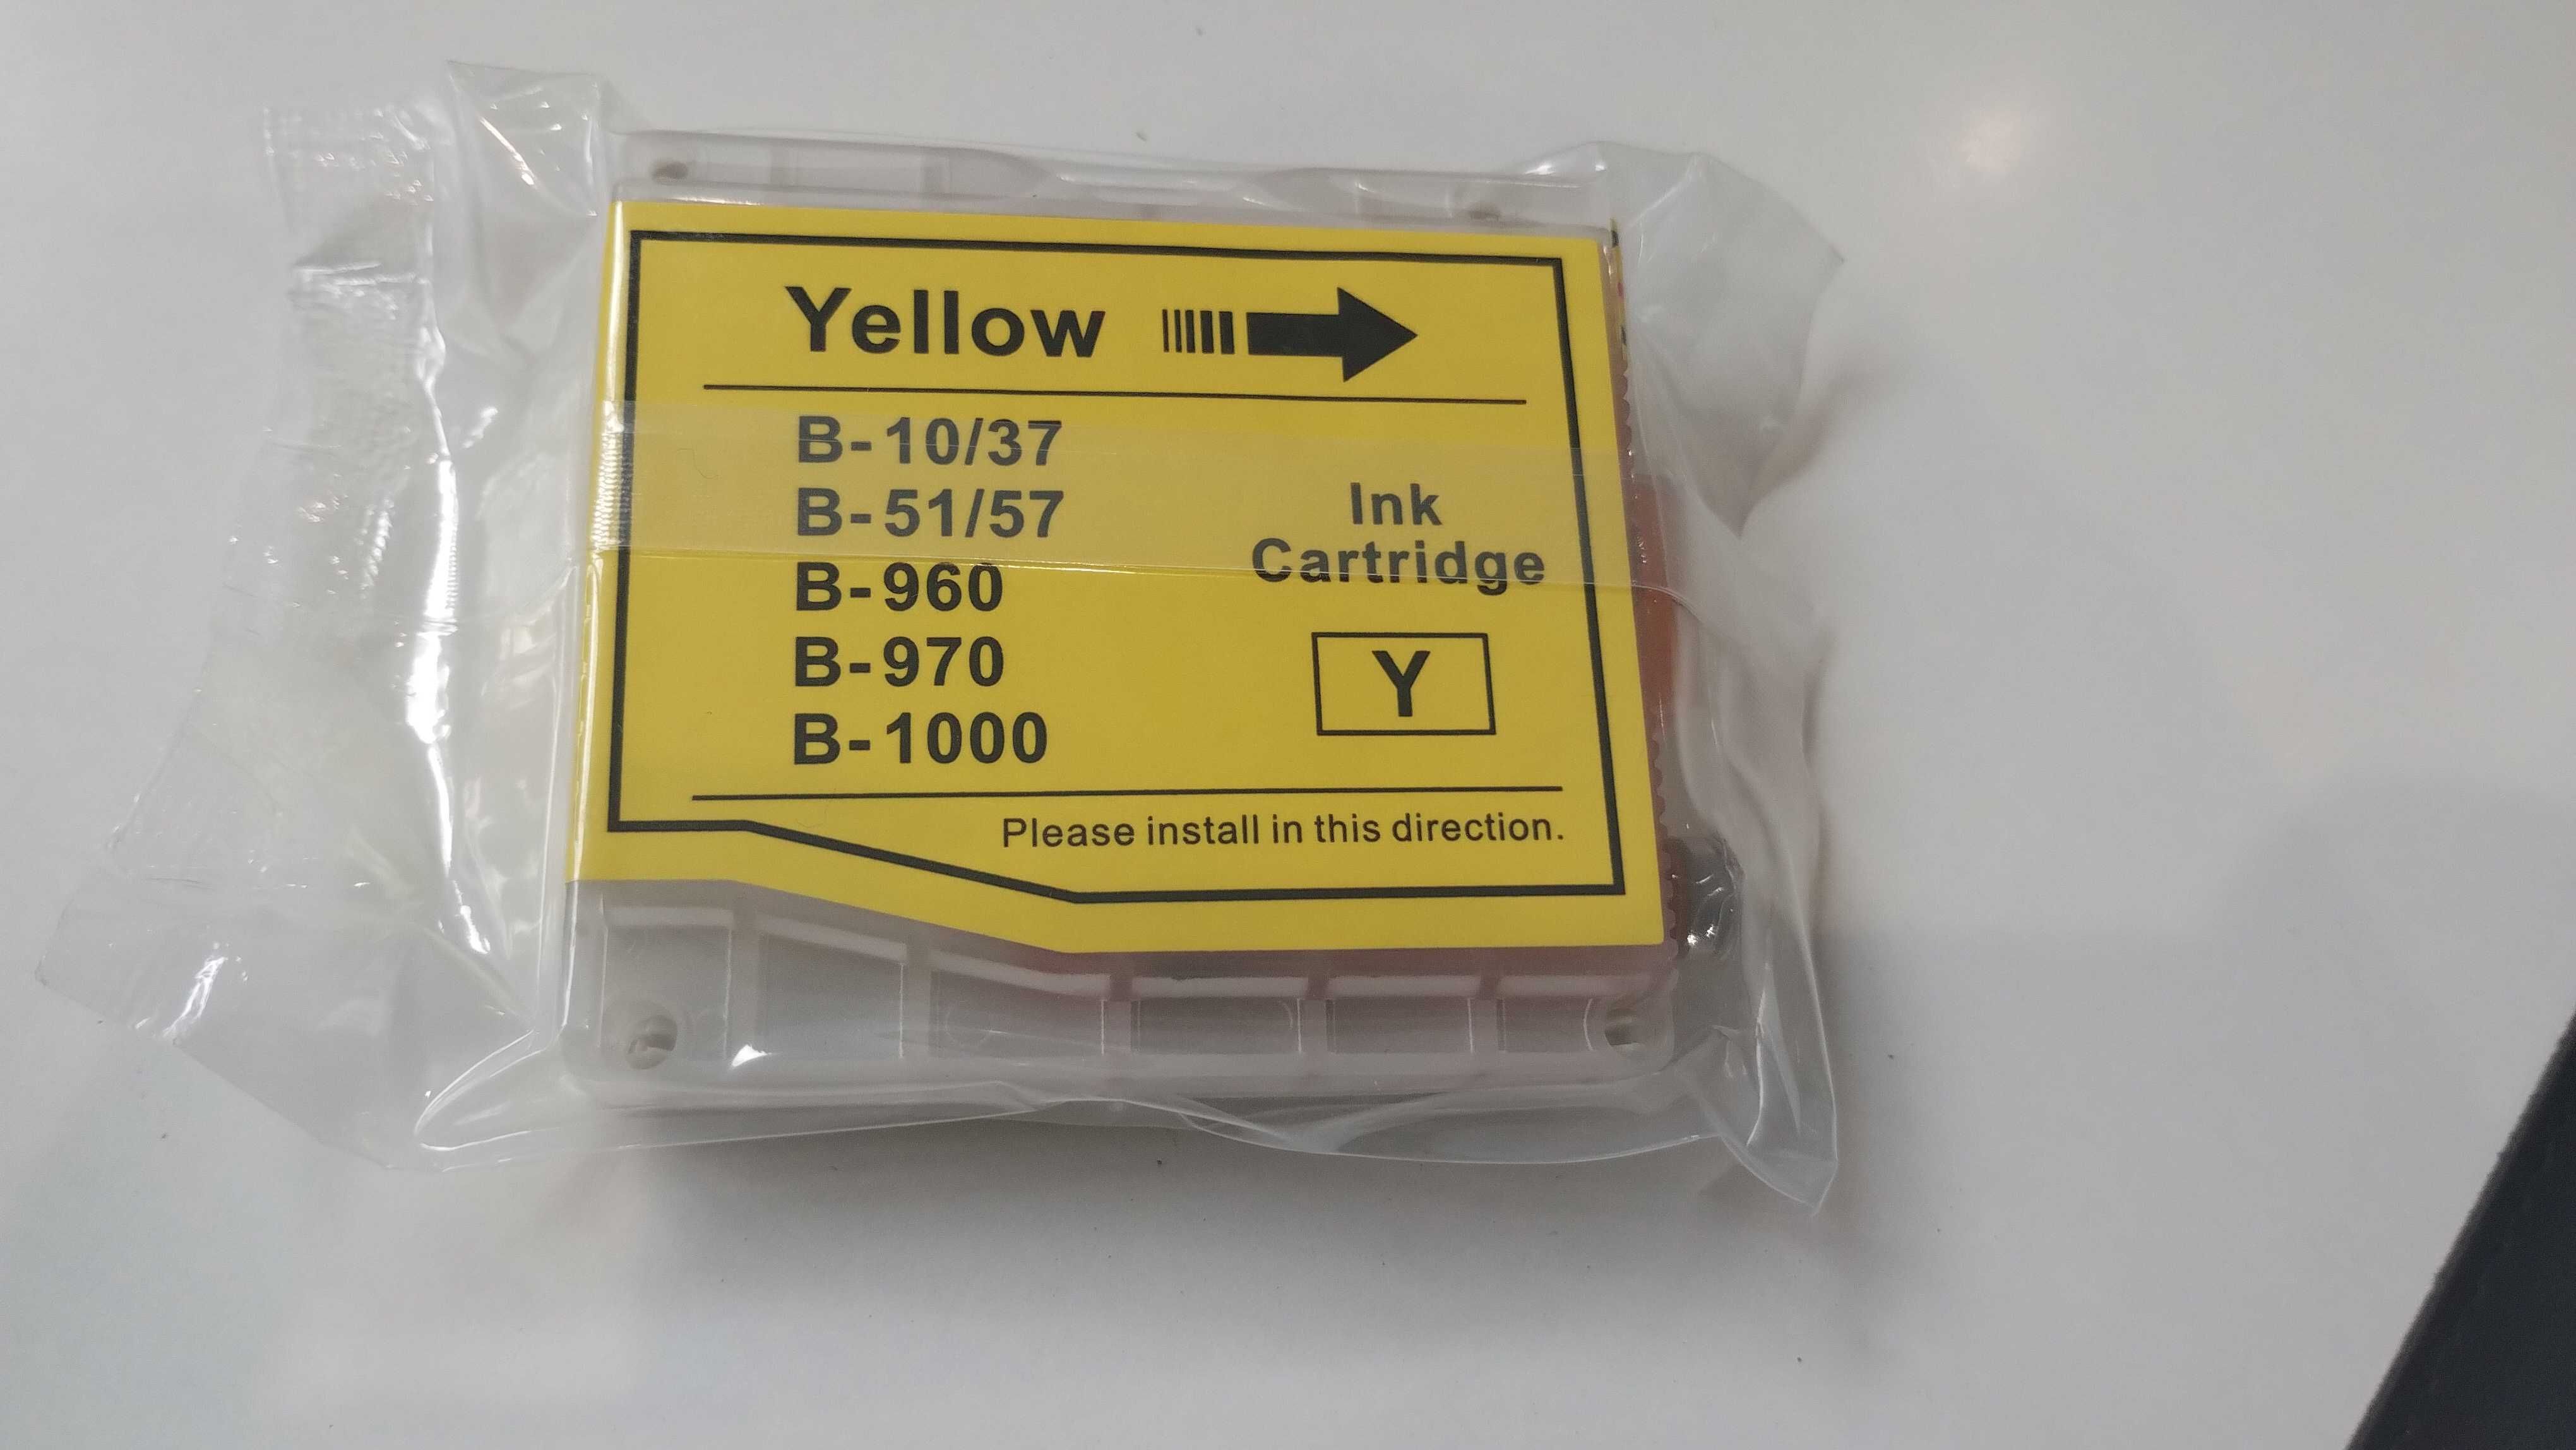 Yellow
B-10/37
B-51/57
B-960
B-970
B-1000
Ink
Cartridge
Y
Please install in this direction.